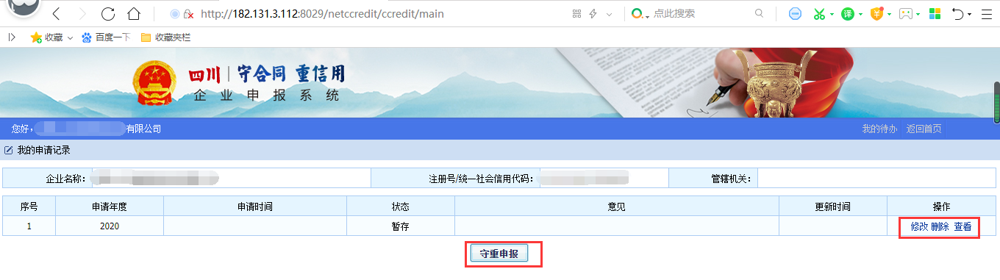 http://182.131.3.112:8029/netccredit/ccredit/main
点此搜索
译
收藏
百度一下
收藏夹栏
四川 | 守合同 重信用
企业申报系统
您好，
有限公司
我的待办
返回首页
我的申请记录
企业名称：
注册号/统一社会信用代码：
管辖机关：
序号 申请年度 申请时间 状态 意见 更新时间 操作
1 2020 暂存 修改 删除 查看
守重申报